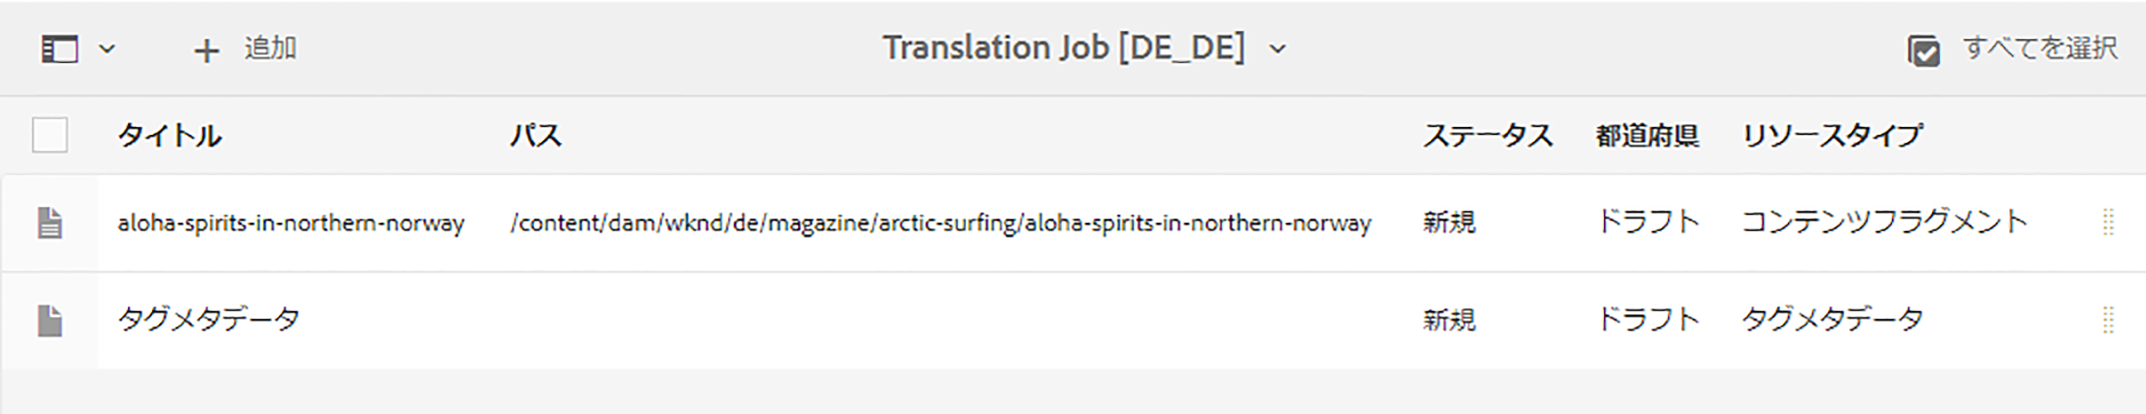 追加 Translation Job [DE_DE] すべてを選択
タイトル パス ステータス 都道府県 リソースタイプ
aloha-spirits-in-northern-norway /content/dam/wknd/de/magazine/arctic-surfing/aloha-spirits-in-northern-norway 新規 ドラフト コンテンツフラグメント
タグメタデータ 新規 ドラフト タグメタデータ